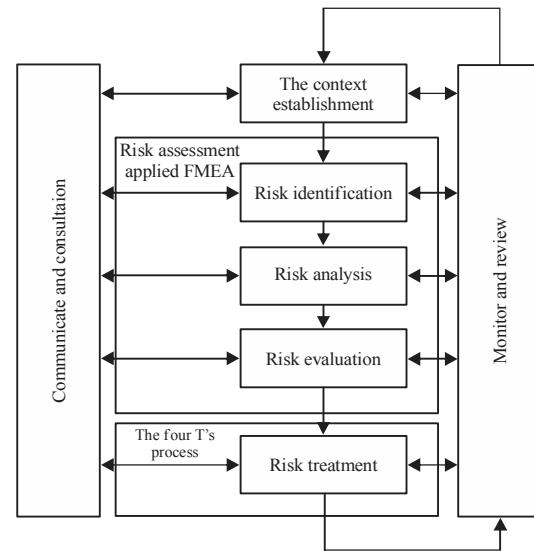 The context
establishment
Risk assessment
applied FMEA
Risk identification
Risk analysis
Risk evaluation
The four T's
process
Risk treatment
Communicate and consultaion
Monitor and review